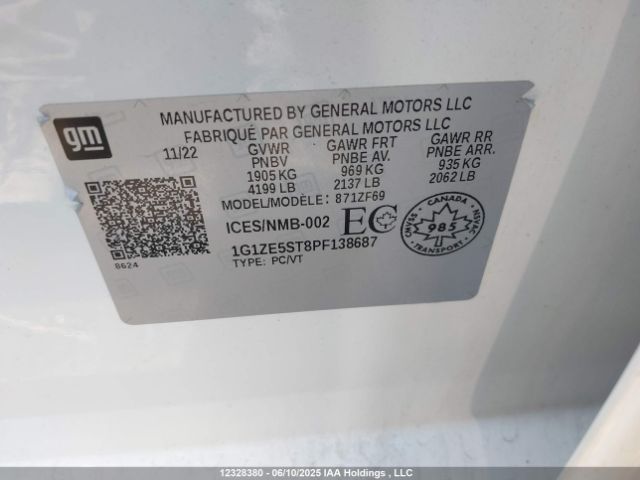 gm
MANUFACTURED BY GENERAL MOTORS LLC
FABRIQUÉ PAR GENERAL MOTORS LLC
11/22 GVWR GAWR FRT GAWR RR
PNBV PNBE AV. PNBE ARR.
1905 KG 969 KG 935 KG
4199 LB 2137 LB 2062 LB
MODEL/MODÈLE: 871ZF69
ICES/NMB-002 EC
CANADA
985
SVAMC NSVAC
1G1ZE5ST8PF138687
TYPE: PC/VT
8624
12328380 - 06/10/2025 IAA Holdings , LLC